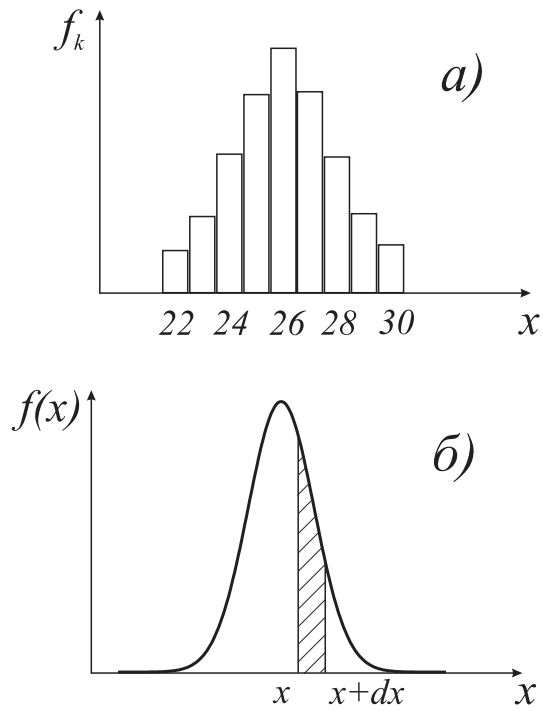 f_k
а)
22 24 26 28 30 x
f(x)
б)
x x+dx x